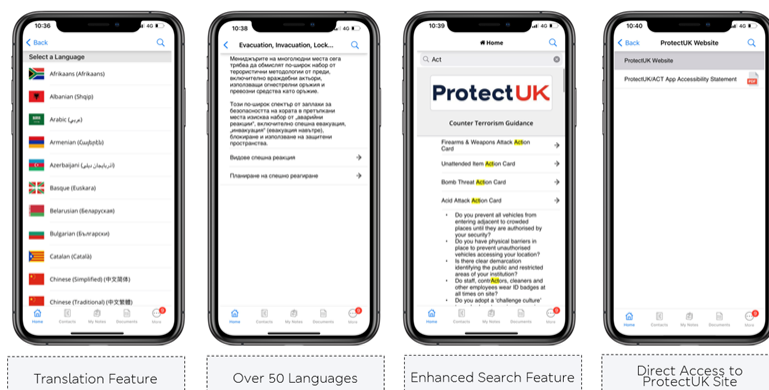 10:36
4G
Back
Select a Language
Afrikaans (Afrikaans)
Albanian (Shqip)
Arabic (عربي)
Armenian (Հայերեն)
Azerbaijani (آذربایجان دیلی)
Basque (Euskara)
Belarusian (Беларуская)
Bulgarian (Български)
Catalan (Català)
Chinese (Simplified) (中文简体)
Chinese (Traditional) (中文繁體)
Home Contacts My Notes Documents More
Translation Feature
10:38
4G
Evacuation, Invacuation, Lock...
Мениджърите на многолюдни места сега
трябва да обмислят по-широк набор от
терористични методологии от преди,
включително враждебни актьори,
използващи огнестрелни оръжия и
превозни средства като оръжие.
Този по-широк спектър от заплахи за
безопасността на хората в претъпкани
места изисква набор от „аварийни
реакции", включително спешна евакуация,
„инвакуация" (евакуация навътре),
блокиране и използване на защитени
пространства.
Видове спешна реакция
Планиране на спешно реагиране
Home Contacts My Notes Documents More
Over 50 Languages
10:39
4G
Home
Act
ProtectUK
Counter Terrorism Guidance
Firearms & Weapons Attack Action
Card
Unattended Item Action Card
Bomb Threat Action Card
Acid Attack Action Card
• Do you prevent all vehicles from
entering adjacent to crowded
places until they are authorised by
your security?
• Do you have physical barriers in
place to prevent unauthorised
vehicles accessing your location?
• Is there clear demarcation
identifying the public and restricted
areas of your institution?
• Do staff, contrActors, cleaners and
other employees wear ID badges at
all times on site?
• Do you adopt a 'challenge culture'
Home Contacts My Notes Documents More
Enhanced Search Feature
10:40
4G
Back
ProtectUK Website
ProtectUK Website
ProtectUK/ACT App Accessibility Statement
Home Contacts My Notes Documents More
Direct Access to
ProtectUK Site